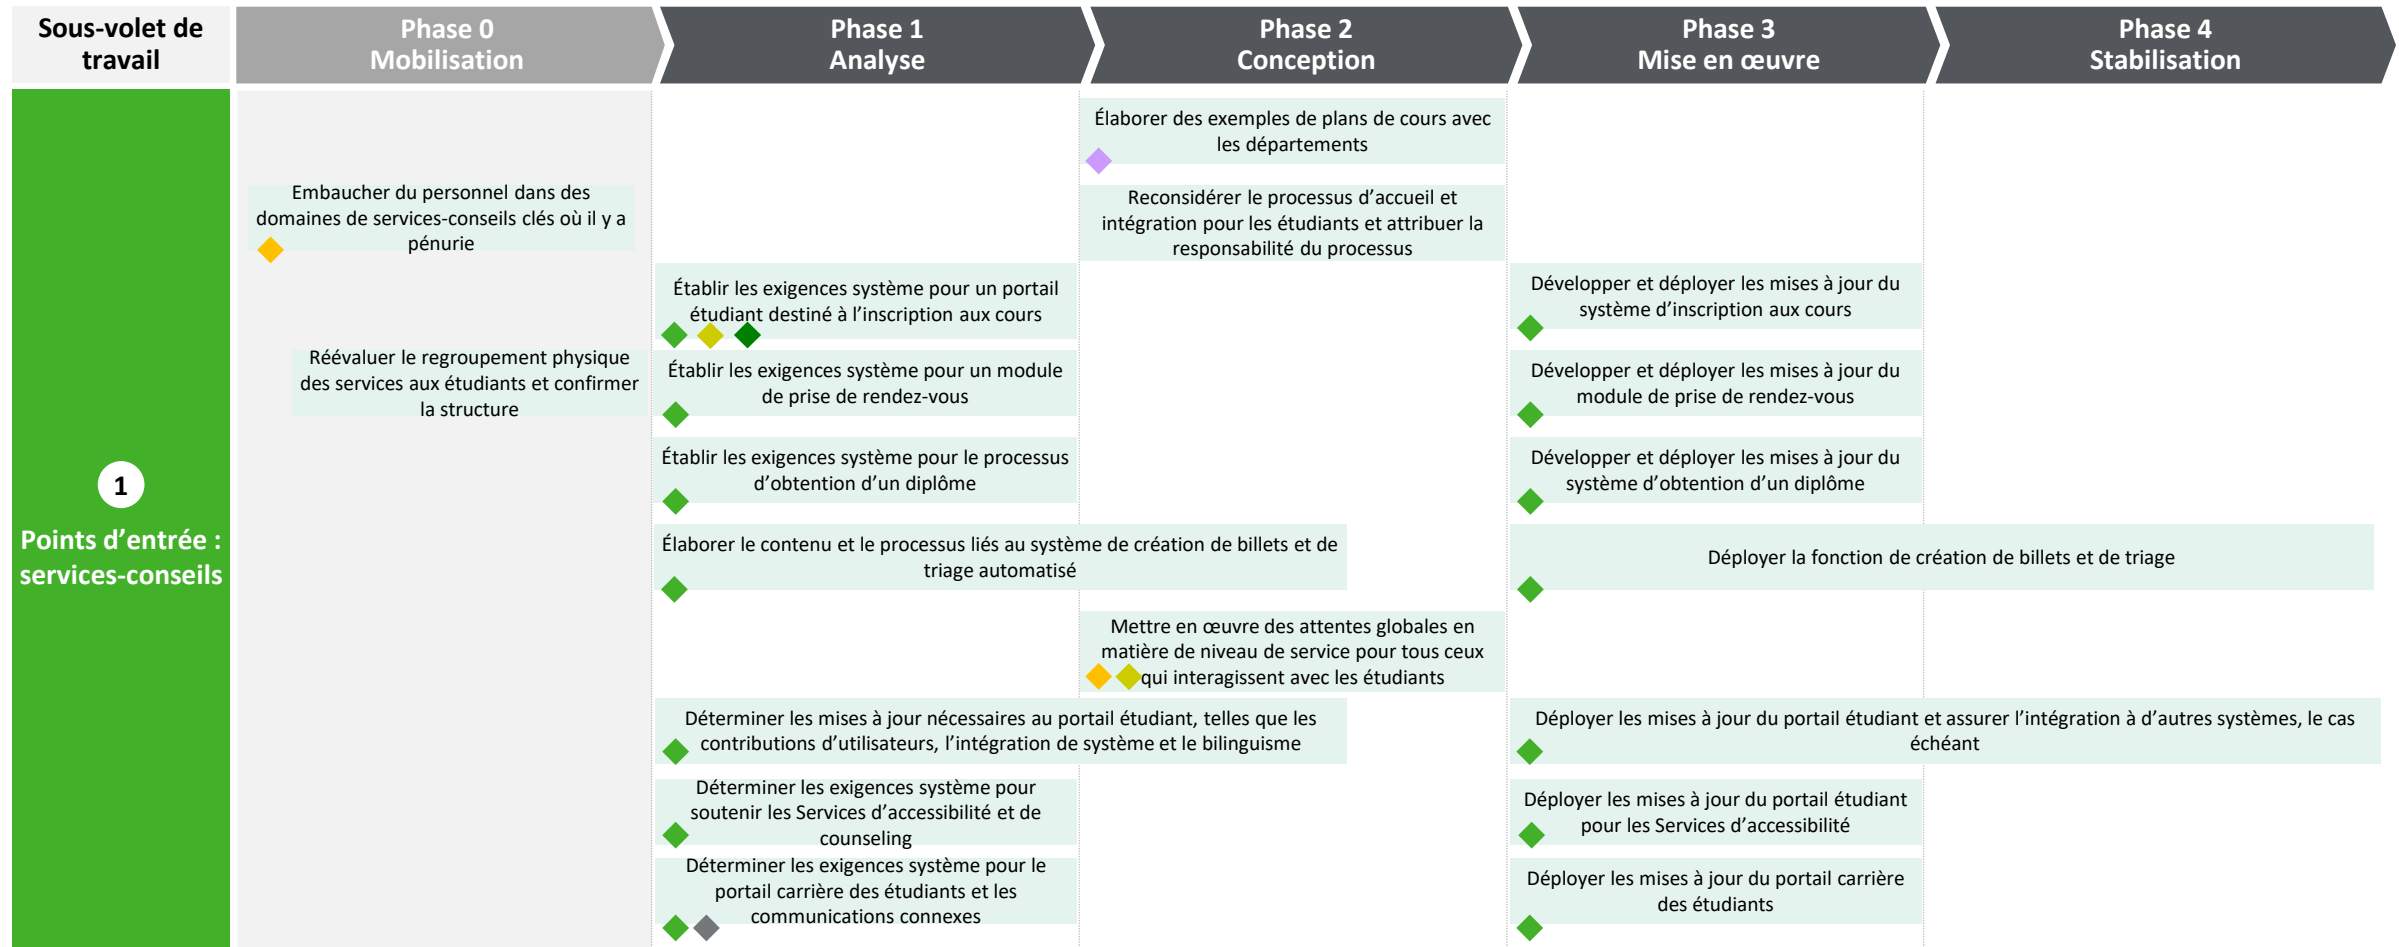 Sous-volet de
travail
Phase 0
Mobilisation
Phase 1
Analyse
Phase 2
Conception
Phase 3
Mise en œuvre
Phase 4
Stabilisation
1
Points d’entrée :
services-conseils
Élaborer des exemples de plans de cours avec
les départements
Embaucher du personnel dans des
domaines de services-conseils clés où il y a
pénurie
Reconsidérer le processus d’accueil et
intégration pour les étudiants et attribuer la
responsabilité du processus
Établir les exigences système pour un portail
étudiant destiné à l’inscription aux cours
Développer et déployer les mises à jour du
système d’inscription aux cours
Réévaluer le regroupement physique
des services aux étudiants et confirmer
la structure
Établir les exigences système pour un module
de prise de rendez-vous
Développer et déployer les mises à jour du
module de prise de rendez-vous
Établir les exigences système pour le processus
d’obtention d’un diplôme
Développer et déployer les mises à jour du
système d’obtention d’un diplôme
Élaborer le contenu et le processus liés au système de création de billets et de
triage automatisé
Déployer la fonction de création de billets et de triage
Mettre en œuvre des attentes globales en
matière de niveau de service pour tous ceux
qui interagissent avec les étudiants
Déterminer les mises à jour nécessaires au portail étudiant, telles que les
contributions d’utilisateurs, l’intégration de système et le bilinguisme
Déployer les mises à jour du portail étudiant et assurer l’intégration à d’autres systèmes, le cas
échéant
Déterminer les exigences système pour
soutenir les Services d’accessibilité et de
counseling
Déployer les mises à jour du portail étudiant
pour les Services d’accessibilité
Déterminer les exigences système pour le
portail carrière des étudiants et les
communications connexes
Déployer les mises à jour du portail carrière
des étudiants